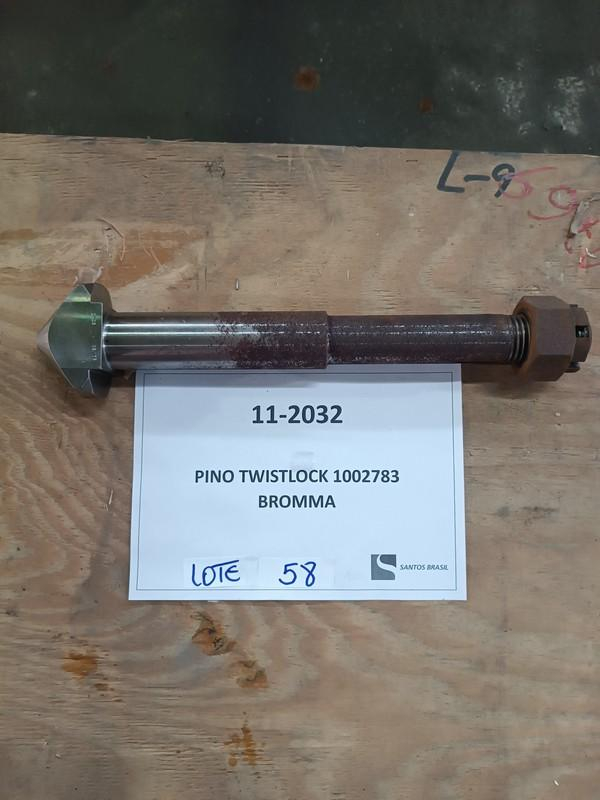 L-9
11-2032
PINO TWISTLOCK 1002783
BROMMA
LOTE 58
SANTOS BRASIL